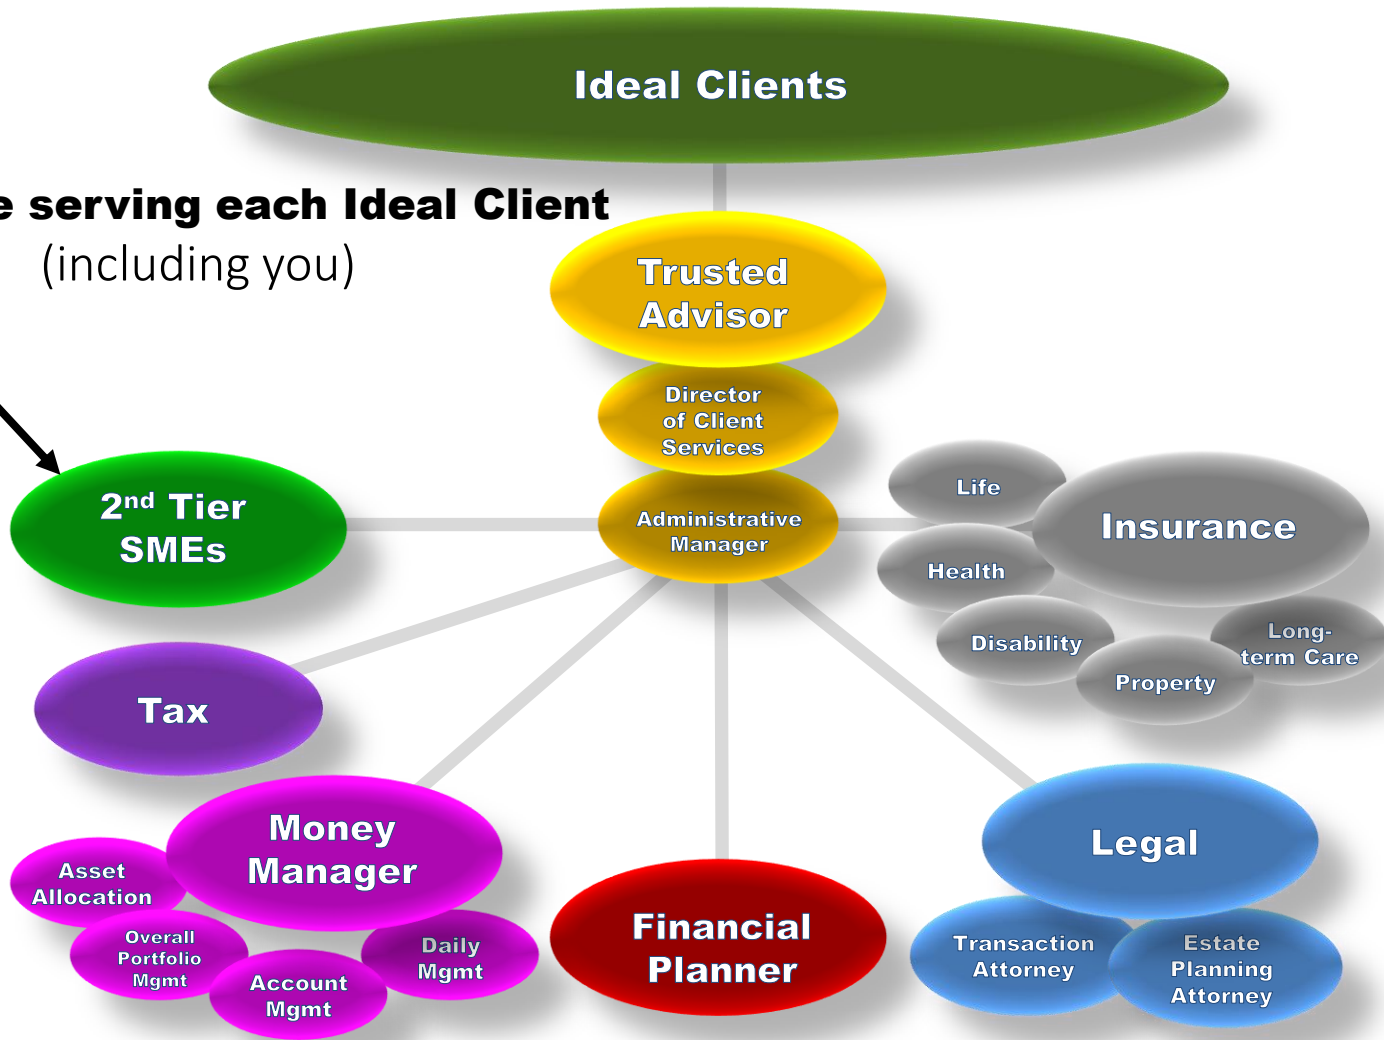 Ideal Clients
e serving each Ideal Client
(including you)
Trusted
Advisor
Director
of Client
Services
Administrative
Manager
2nd Tier
SMEs
Life
Insurance
Health
Disability
Long-
term Care
Property
Tax
Money
Manager
Asset
Allocation
Overall
Portfolio
Mgmt
Account
Mgmt
Daily
Mgmt
Financial
Planner
Legal
Transaction
Attorney
Estate
Planning
Attorney